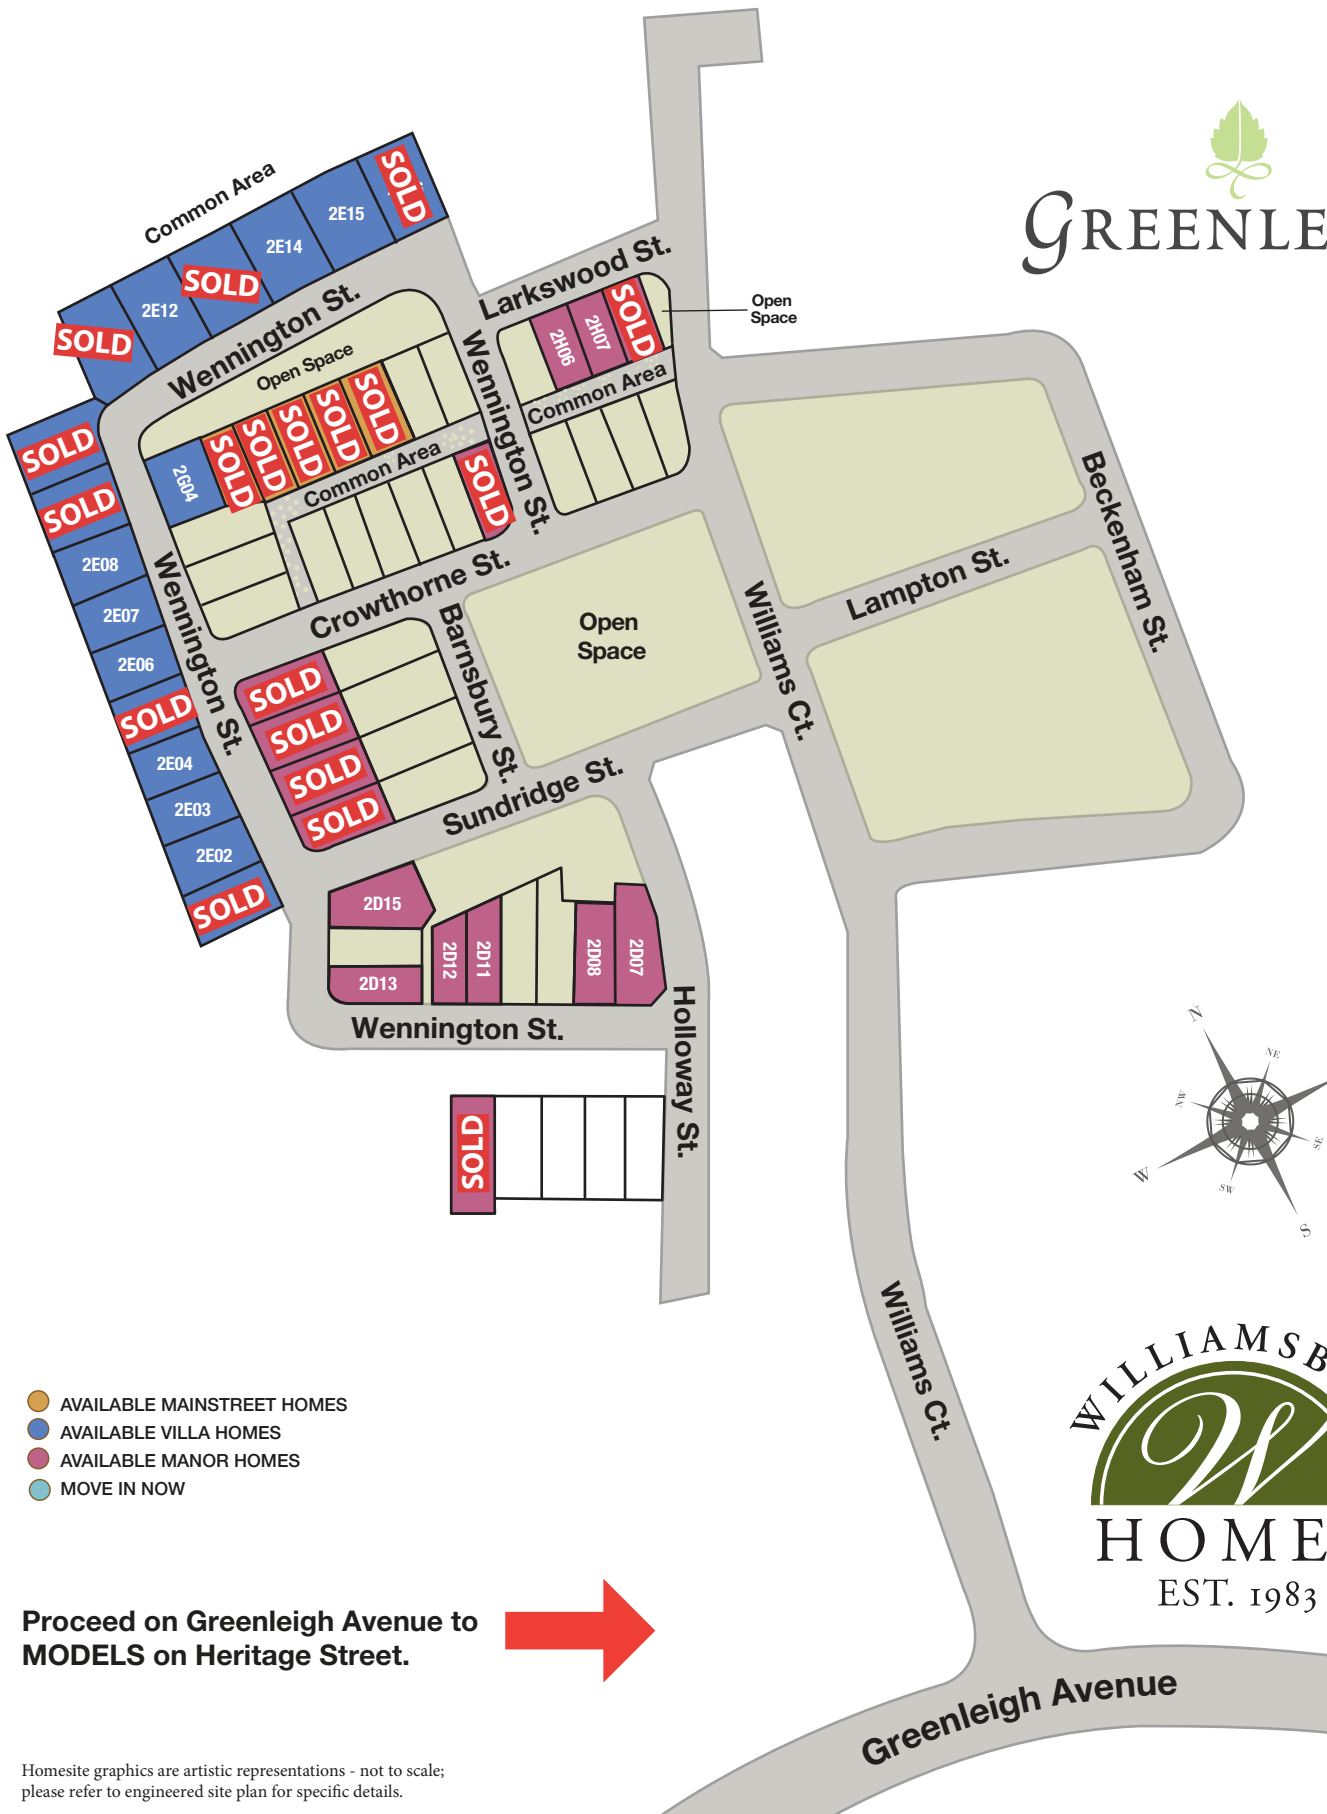 GREENLE
Common Area
SOLD
2E15
2E14
SOLD
2E12
SOLD
Wennington St.
Larkswood St.
Open
Space
2H06
2H07
SOLD
Common Area
Wennington St.
Open Space
2G04
SOLD
SOLD
SOLD
SOLD
SOLD
Common Area
SOLD
SOLD
SOLD
2E08
2E07
2E06
SOLD
2E04
2E03
2E02
SOLD
Wennington St.
Crowthorne St.
Barnsbury St.
Open
Space
Williams Ct.
Lampton St.
Beckenham St.
SOLD
SOLD
SOLD
SOLD
Sundridge St.
2D15
2D13
2D12
2D11
2D08
2D07
Wennington St.
Holloway St.
SOLD
N
NE
NW
W
SW
SE
S
Williams Ct.
WILLIAMSB
W
HOME
EST. 1983
AVAILABLE MAINSTREET HOMES
AVAILABLE VILLA HOMES
AVAILABLE MANOR HOMES
MOVE IN NOW
Proceed on Greenleigh Avenue to
MODELS on Heritage Street.
Greenleigh Avenue
Homesite graphics are artistic representations - not to scale;
please refer to engineered site plan for specific details.